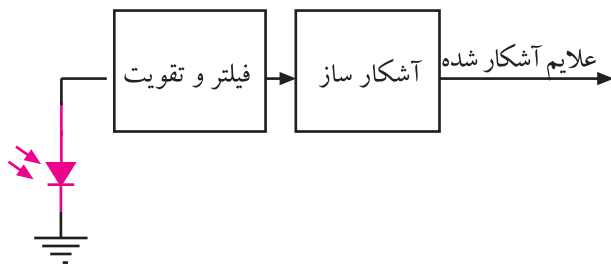 فیلتر و تقویت
آشکار ساز
علایم آشکار شده